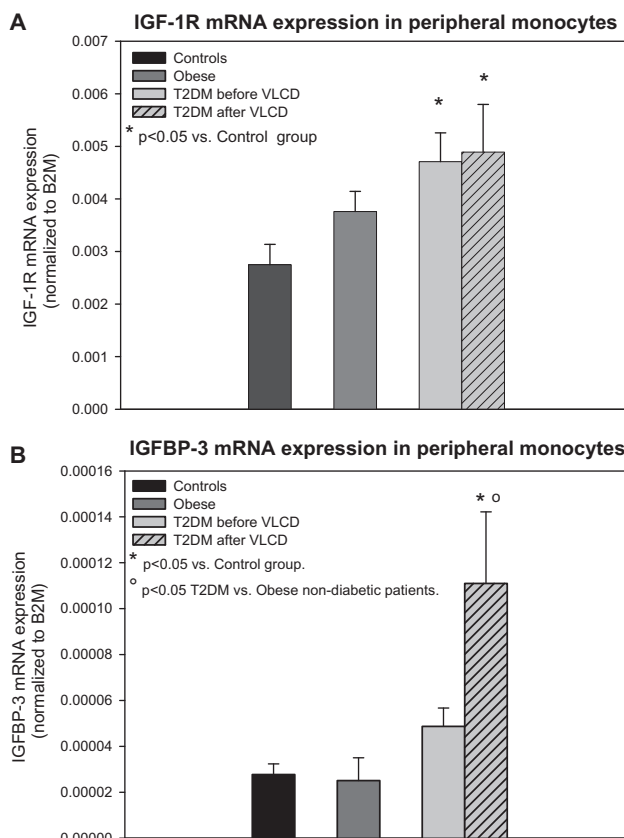 A
IGF-1R mRNA expression in peripheral monocytes
0.007
0.006
0.005
0.004
0.003
0.002
0.001
0.000
IGF-1R mRNA expression
(normalized to B2M)
Controls
Obese
T2DM before VLCD
T2DM after VLCD
* p<0.05 vs. Control group
*
*
B
IGFBP-3 mRNA expression in peripheral monocytes
0.00016
0.00014
0.00012
0.00010
0.00008
0.00006
0.00004
0.00002
0.00000
IGFBP-3 mRNA expression
(normalized to B2M)
Controls
Obese
T2DM before VLCD
T2DM after VLCD
* p<0.05 vs. Control group.
o p<0.05 T2DM vs. Obese non-diabetic patients.
* o